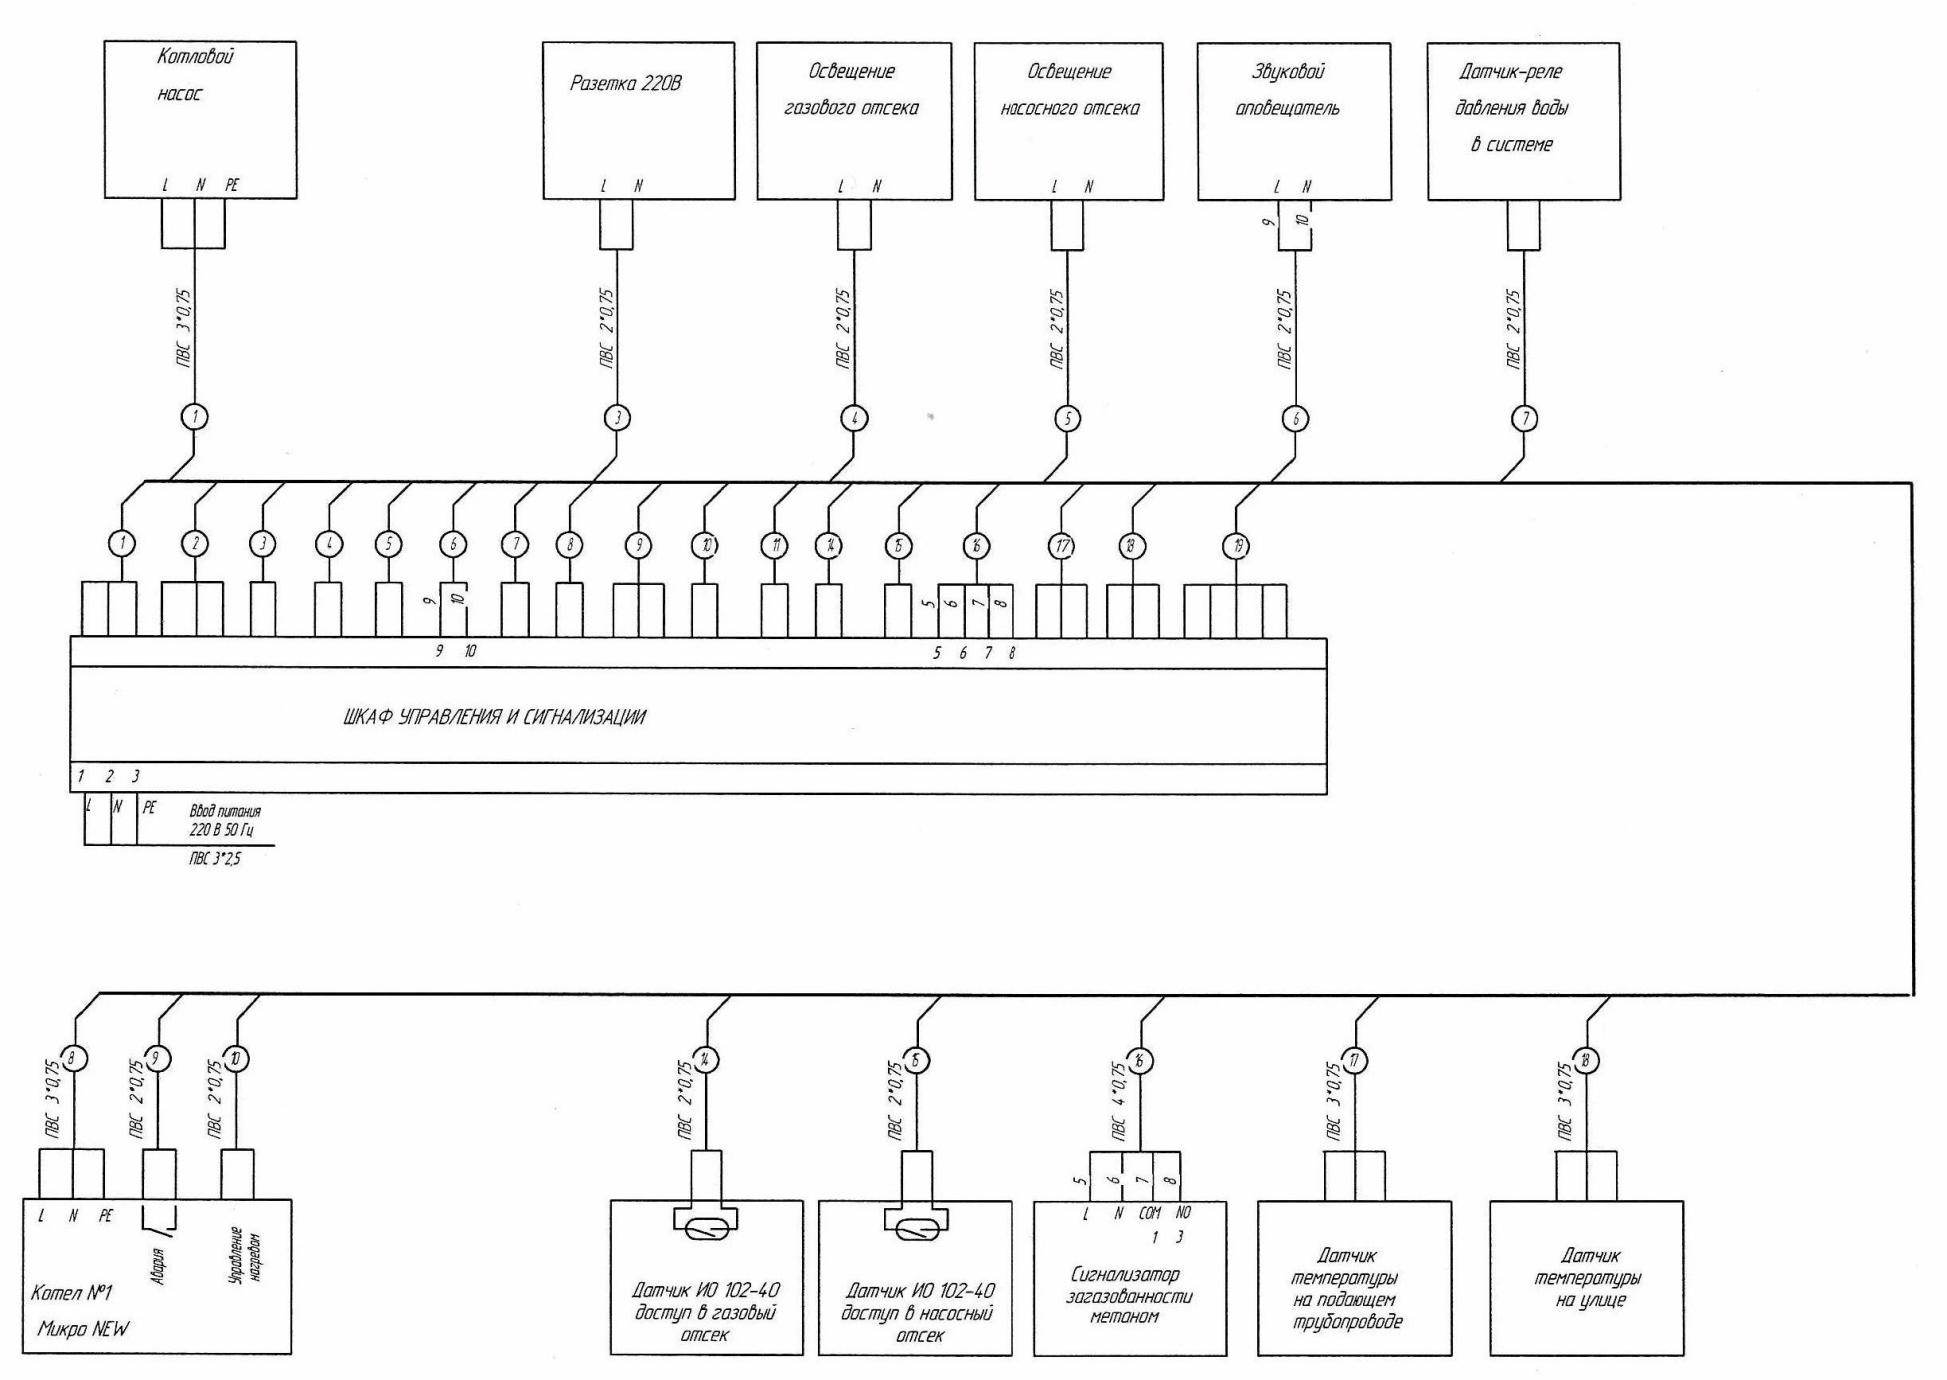 Котловой
насос
L N PE
Разетка 220В
L N
Освещение
газового отсека
L N
Освещение
насосного отсека
L N
Звуковой
аповещатель
L N
9 10
Датчик-реле
давления воды
в системе
ПВС 3*0,75
ПВС 2*0,75
ПВС 2*0,75
ПВС 2*0,75
ПВС 2*0,75
ПВС 2*0,75
1 3 4 5 6 7
1 2 3 4 5 6 7 8 9 10 11 14 15 16 17 18 19
9 10 5 6 7 8
9 10 5 6 7 8
ШКАФ УПРАВЛЕНИЯ И СИГНАЛИЗАЦИИ
1 2 3
L N PE
Ввод питания
220 В 50 Гц
ПВС 3*2,5
8 9 10 14 15 16 17 18
ПВС 3*0,75
ПВС 2*0,75
ПВС 2*0,75
ПВС 2*0,75
ПВС 2*0,75
ПВС 4*0,75
ПВС 3*0,75
ПВС 3*0,75
L N PE
Авария
Управление
нагревом
Котел №1
Микро NEW
Датчик ИО 102-40
доступ в газовый
отсек
Датчик ИО 102-40
доступ в насосный
отсек
5 6 7 8
L N COM NO
1 3
Сигнализатор
загазованности
метаном
Датчик
температуры
на подающем
трубопроводе
Датчик
температуры
на улице